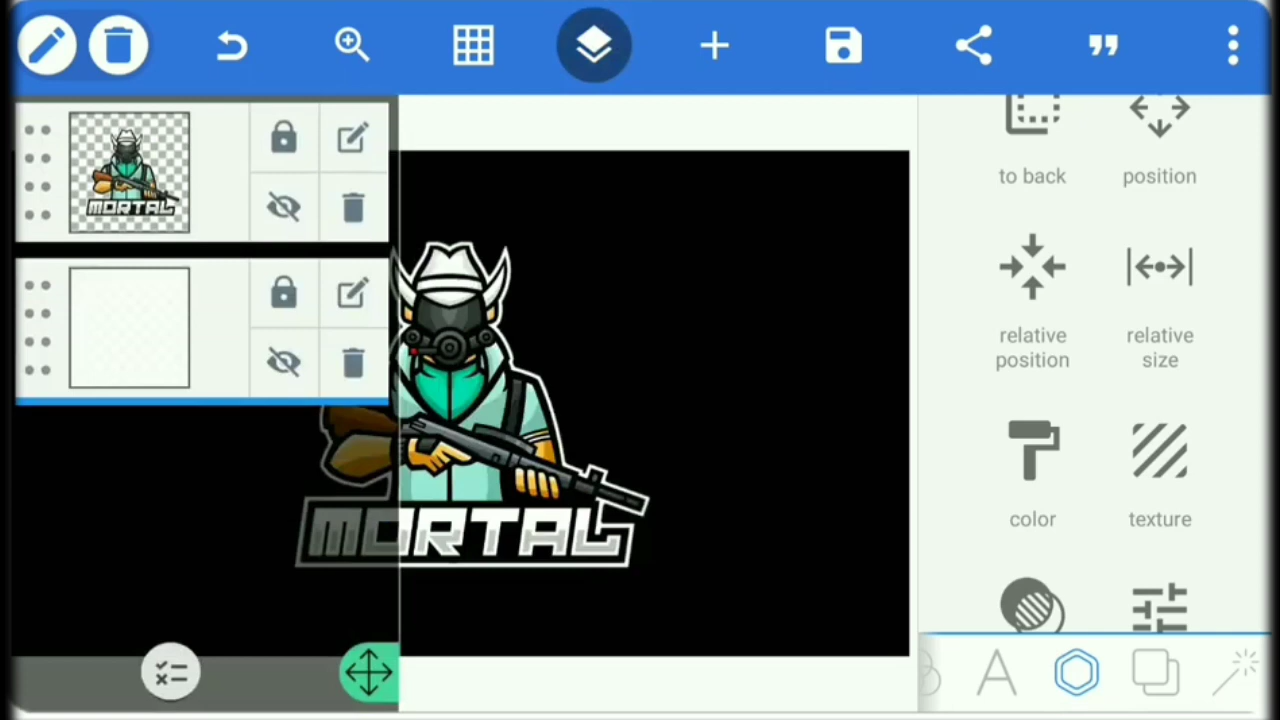 to back
position
MORTAL
relative
position
relative
size
color
texture
MORTAL